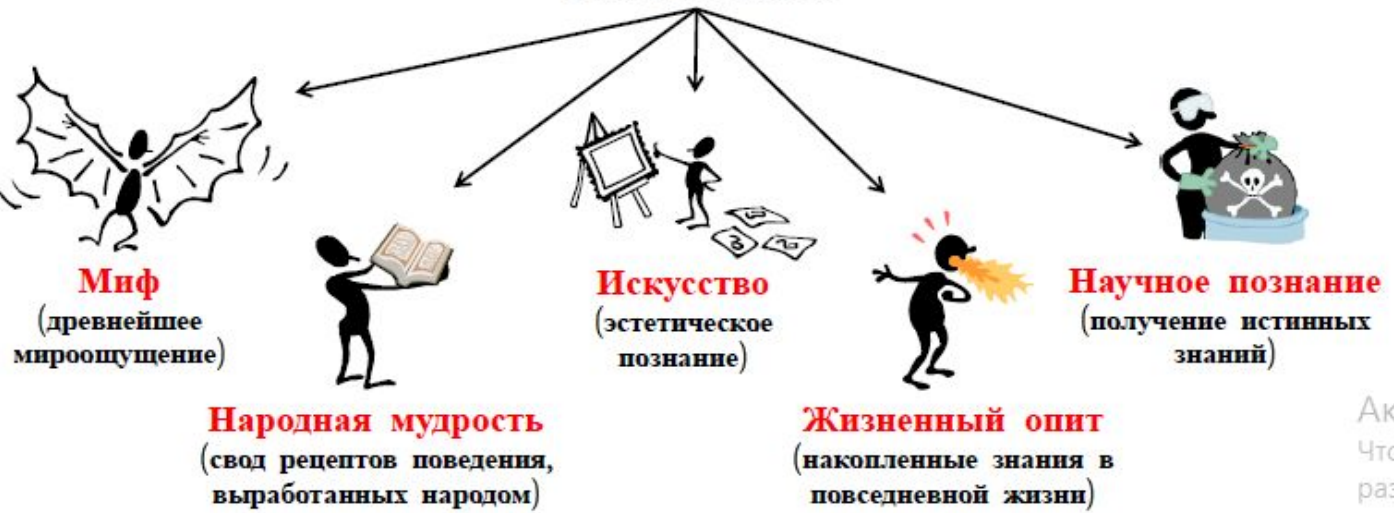 Миф
(древнейшее
мироощущение)
Народная мудрость
(свод рецептов поведения,
выработанных народом)
Искусство
(эстетическое
познание)
Жизненный опит
(накопленные знания в
повседневной жизни)
Научное познание
(получение истинных
знаний)